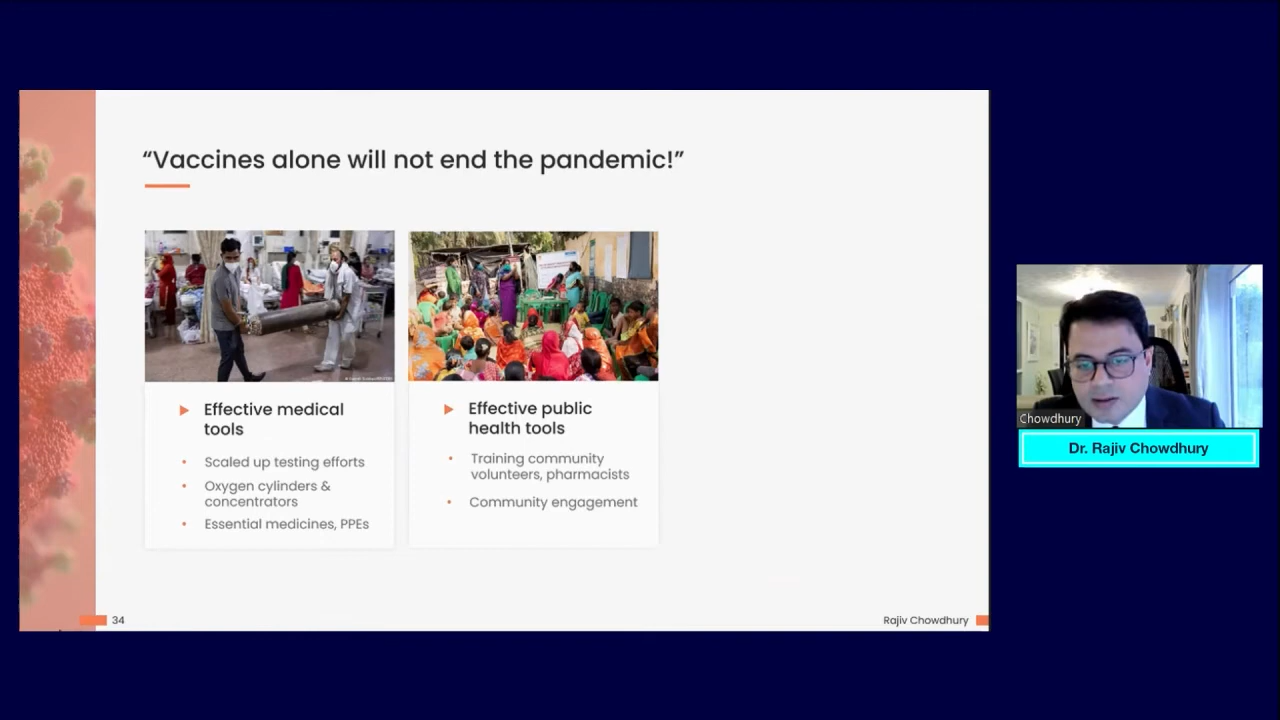 “Vaccines alone will not end the pandemic!”
Effective medical
tools
• Scaled up testing efforts
• Oxygen cylinders &
concentrators
• Essential medicines, PPEs
Effective public
health tools
• Training community
volunteers, pharmacists
• Community engagement
34
Rajiv Chowdhury
Chowdhury
Dr. Rajiv Chowdhury